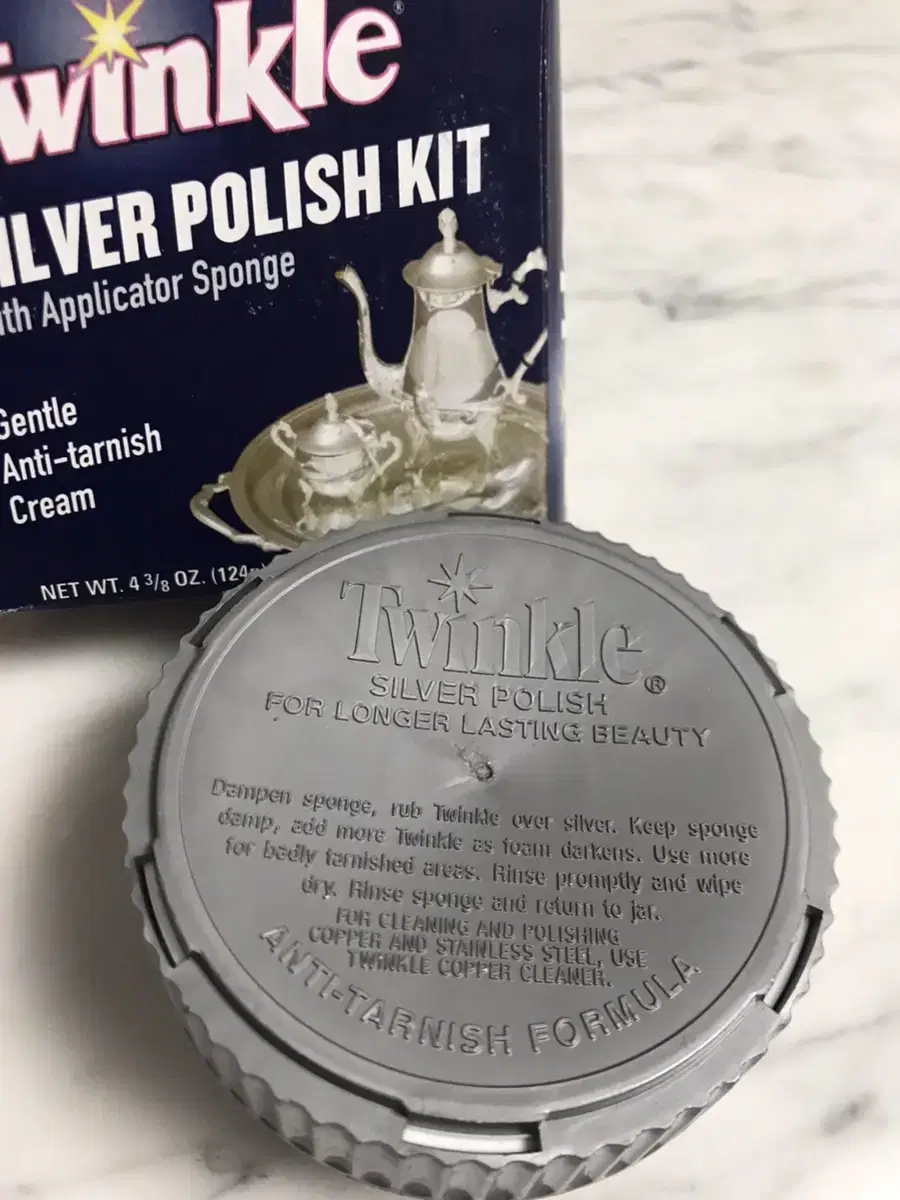 Twinkle®
SILVER POLISH KIT
with Applicator Sponge
Gentle
Anti-tarnish
Cream
NET WT. 4 3/8 OZ. (124
Twinkle®
SILVER POLISH
FOR LONGER LASTING BEAUTY
Dampen sponge, rub Twinkle over silver. Keep sponge
damp, add more Twinkle as foam darkens. Use more
for badly tarnished areas. Rinse promptly and wipe
dry. Rinse sponge and return to jar.
FOR CLEANING AND POLISHING
COPPER AND STAINLESS STEEL, USE
TWINKLE COPPER CLEANER.
ANTI-TARNISH FORMULA